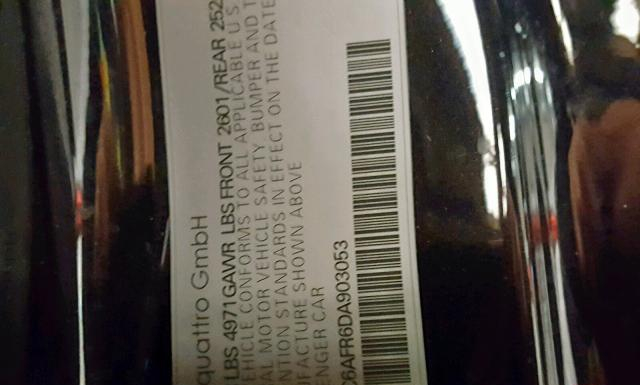 quattro GmbH
LBS 4971 GAWR LBS FRONT 2601/REAR 252
EHICLE CONFORMS TO ALL APPLICABLE U.S.
AL MOTOR VEHICLE SAFETY BUMPER AND T
NTION STANDARDS IN EFFECT ON THE DATE
FACTURE SHOWN ABOVE
ENGER CAR
C6AFR6DA903053